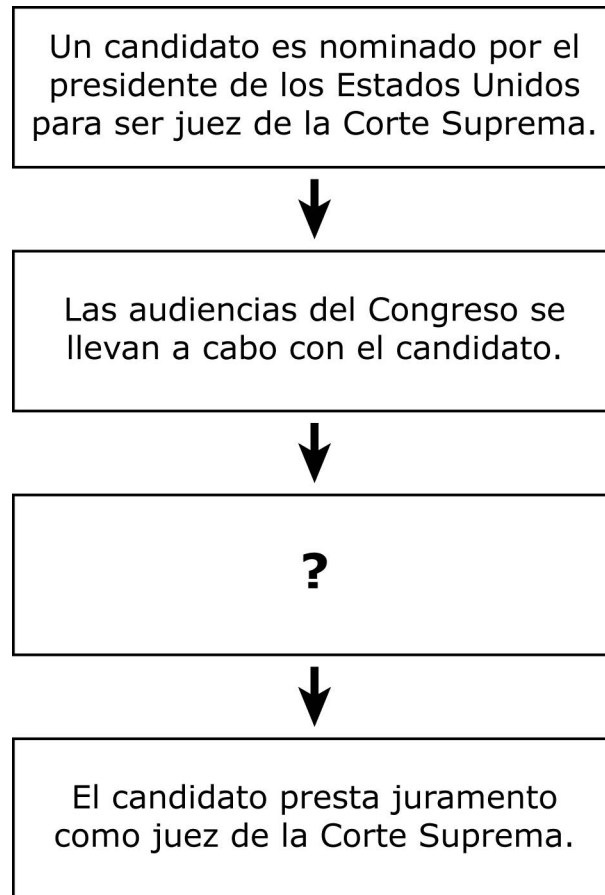 Un candidato es nominado por el
presidente de los Estados Unidos
para ser juez de la Corte Suprema.
Las audiencias del Congreso se
llevan a cabo con el candidato.
?
El candidato presta juramento
como juez de la Corte Suprema.